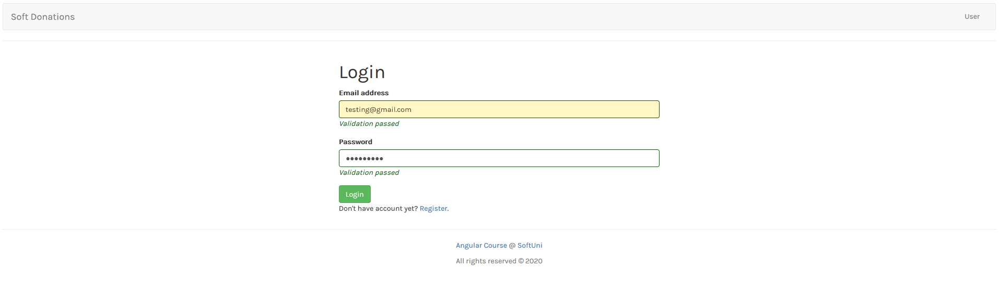 Soft Donations User
Login
Email address
testing@gmail.com
Validation passed
Password
•••••••••
Validation passed
Login
Don't have account yet? Register.
Angular Course @ SoftUni
All rights reserved © 2020